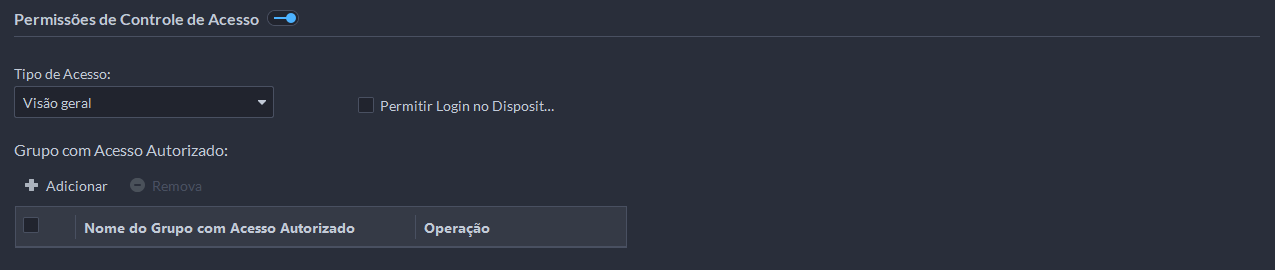 Permissões de Controle de Acesso
Tipo de Acesso:
Visão geral
Permitir Login no Disposit...
Grupo com Acesso Autorizado:
Adicionar Remova
Nome do Grupo com Acesso Autorizado Operação